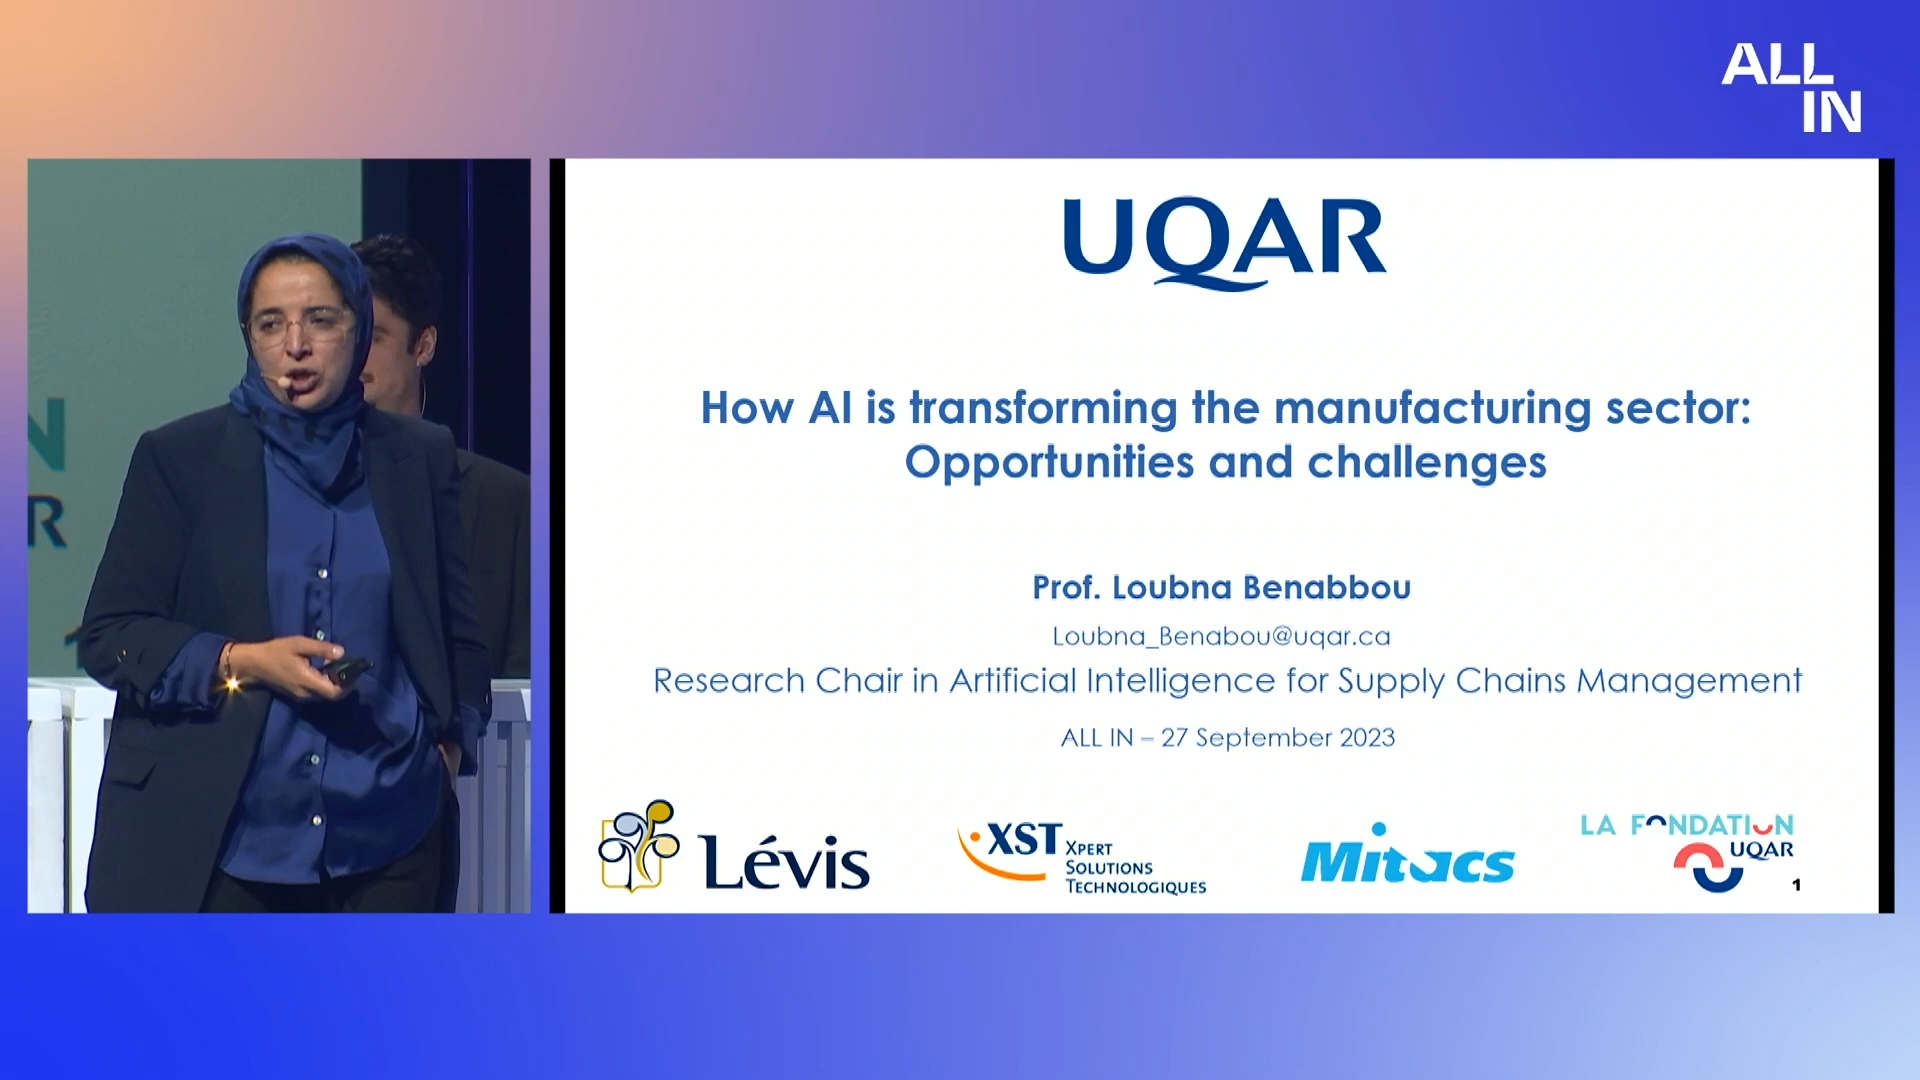 ALL
IN
N
R
UQAR
How AI is transforming the manufacturing sector:
Opportunities and challenges
Prof. Loubna Benabbou
Loubna_Benabou@uqar.ca
Research Chair in Artificial Intelligence for Supply Chains Management
ALL IN – 27 September 2023
Lévis
XST XPERT
SOLUTIONS
TECHNOLOGIQUES
Mitacs
LA FONDATION
UQAR
1